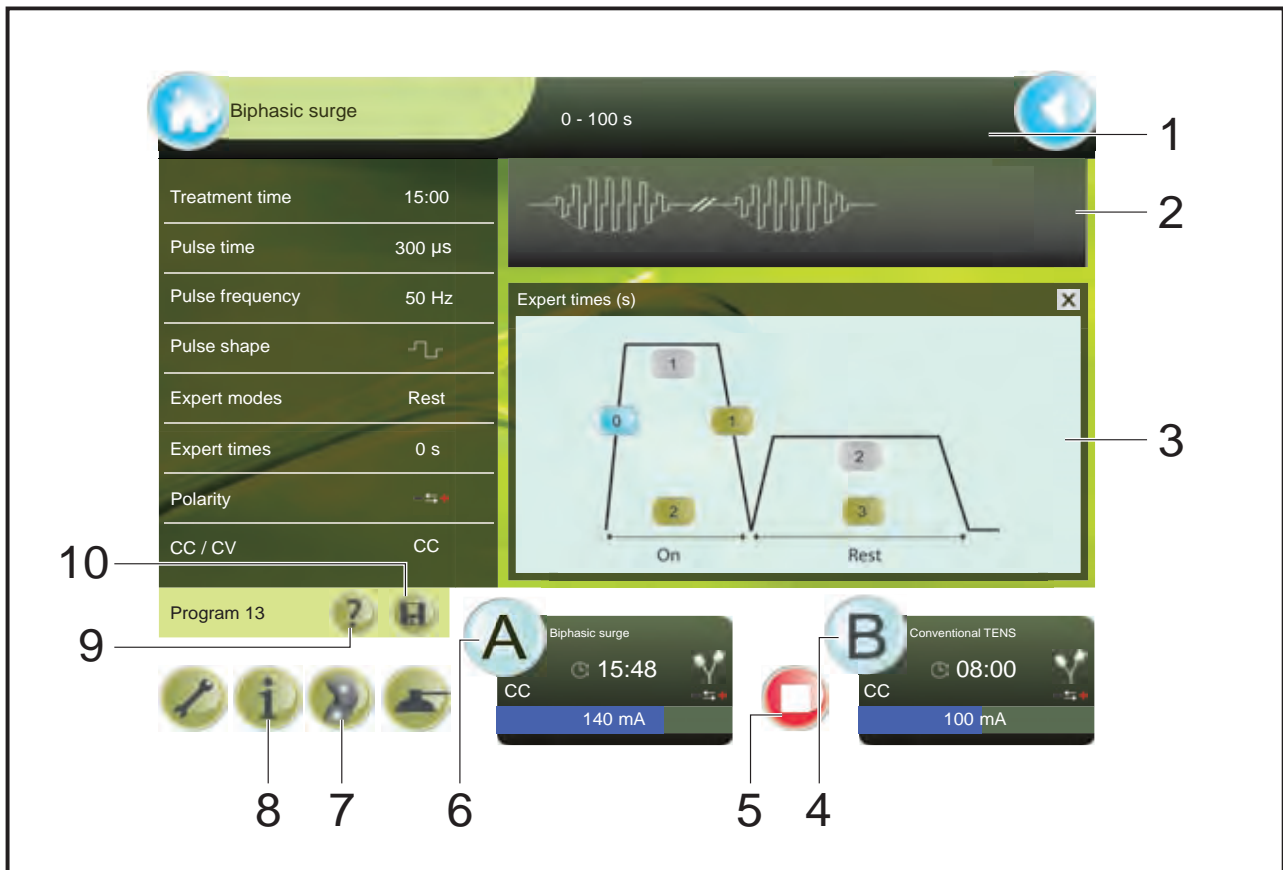 Biphasic surge
0 - 100 s
1
Treatment time 15:00
2
Pulse time 300 µs
Pulse frequency 50 Hz
Expert times (s)
X
Pulse shape
1
Expert modes Rest
0
1
3
Expert times 0 s
2
Polarity
2
3
CC / CV CC
On
Rest
10
Program 13
?
9
A
Biphasic surge
15:48
CC
140 mA
B
Conventional TENS
08:00
CC
100 mA
i
8
7
6
5
4